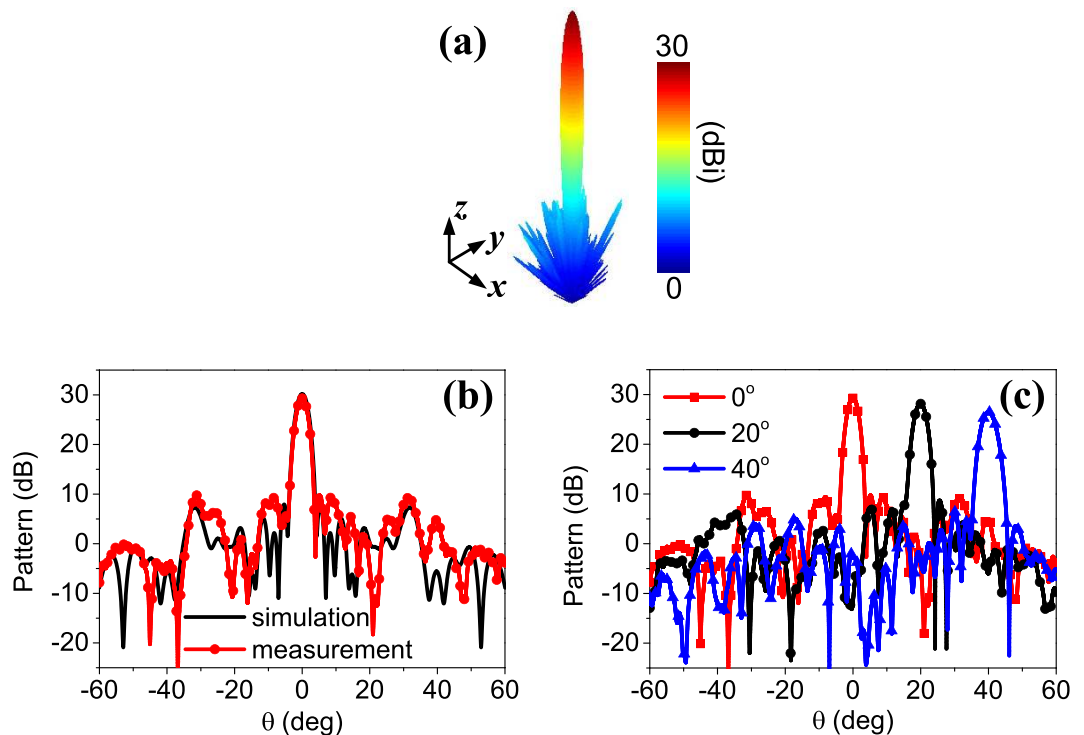 (a)
30
(dBi)
0
z
y
x
(b)
30
20
10
0
-10
-20
Pattern (dB)
simulation
measurement
-60 -40 -20 0 20 40 60
θ (deg)
(c)
0°
20°
40°
30
20
10
0
-10
-20
Pattern (dB)
-60 -40 -20 0 20 40 60
θ (deg)